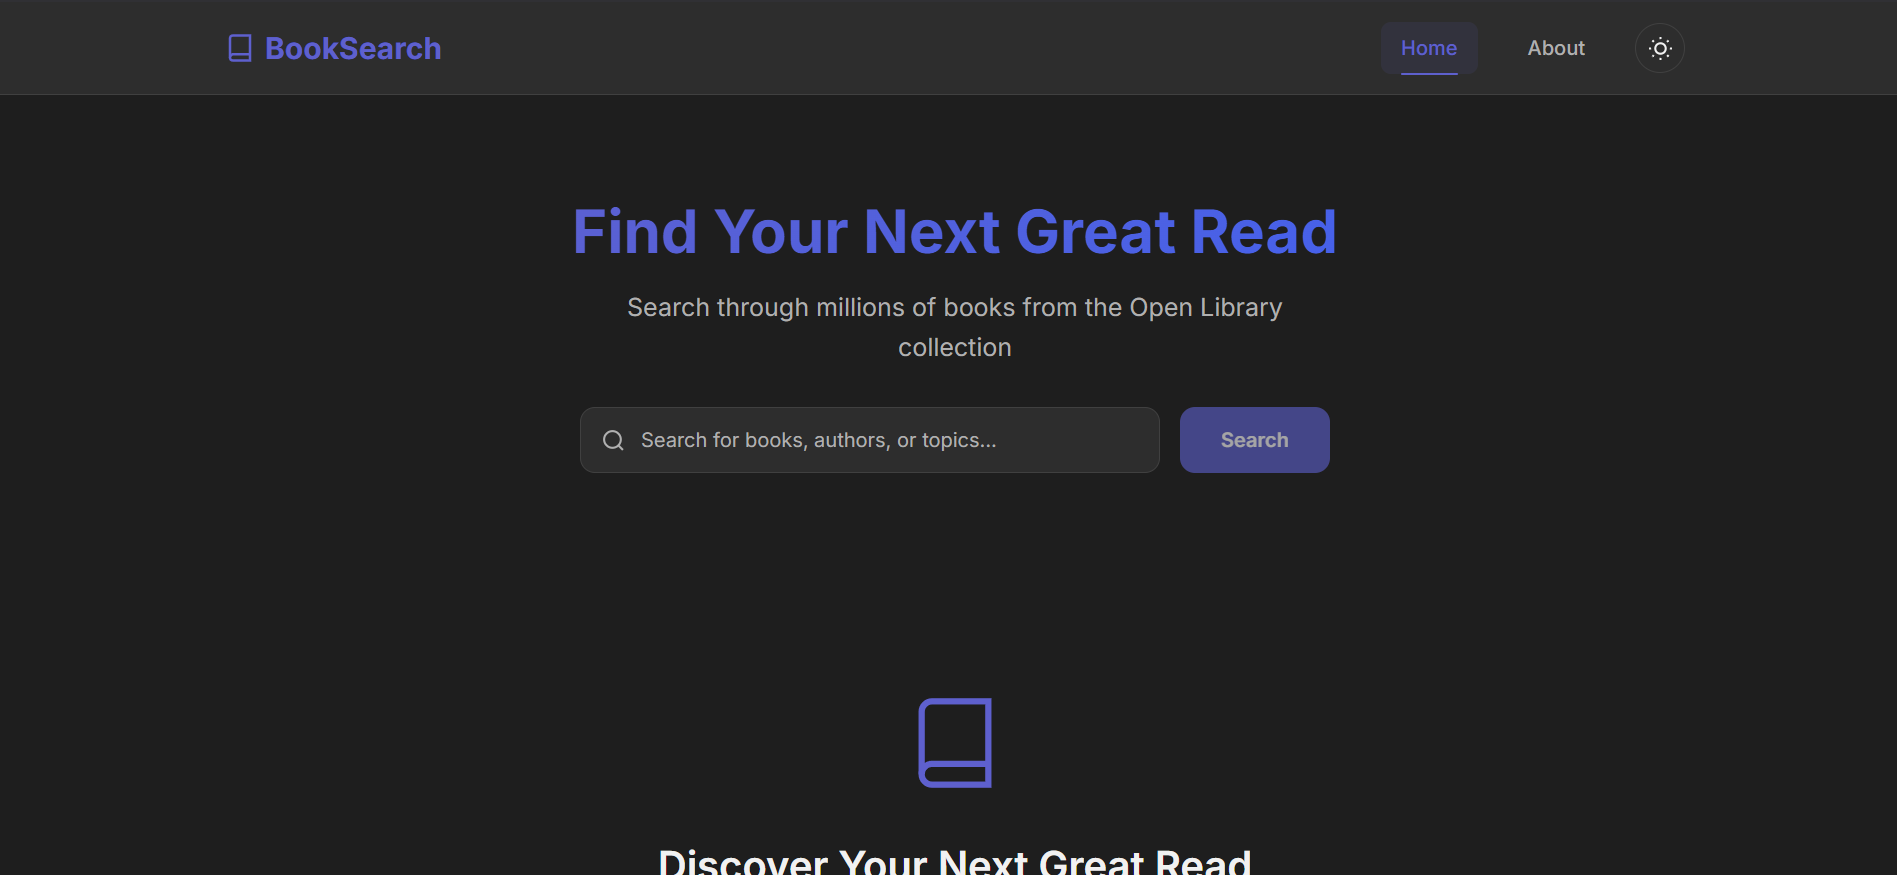 BookSearch
Home
About
Find Your Next Great Read
Search through millions of books from the Open Library
collection
Search for books, authors, or topics...
Search
Discover Your Next Great Read